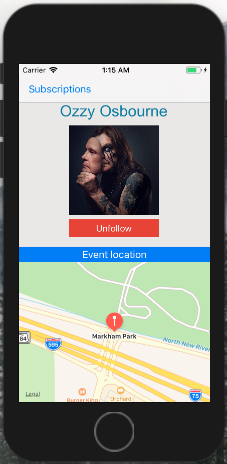 Carrier 1:15 AM
Subscriptions
Ozzy Osbourne
Unfollow
Event location
North New River
Markham Park
84
595
Legal
Burger King
Orchard
75